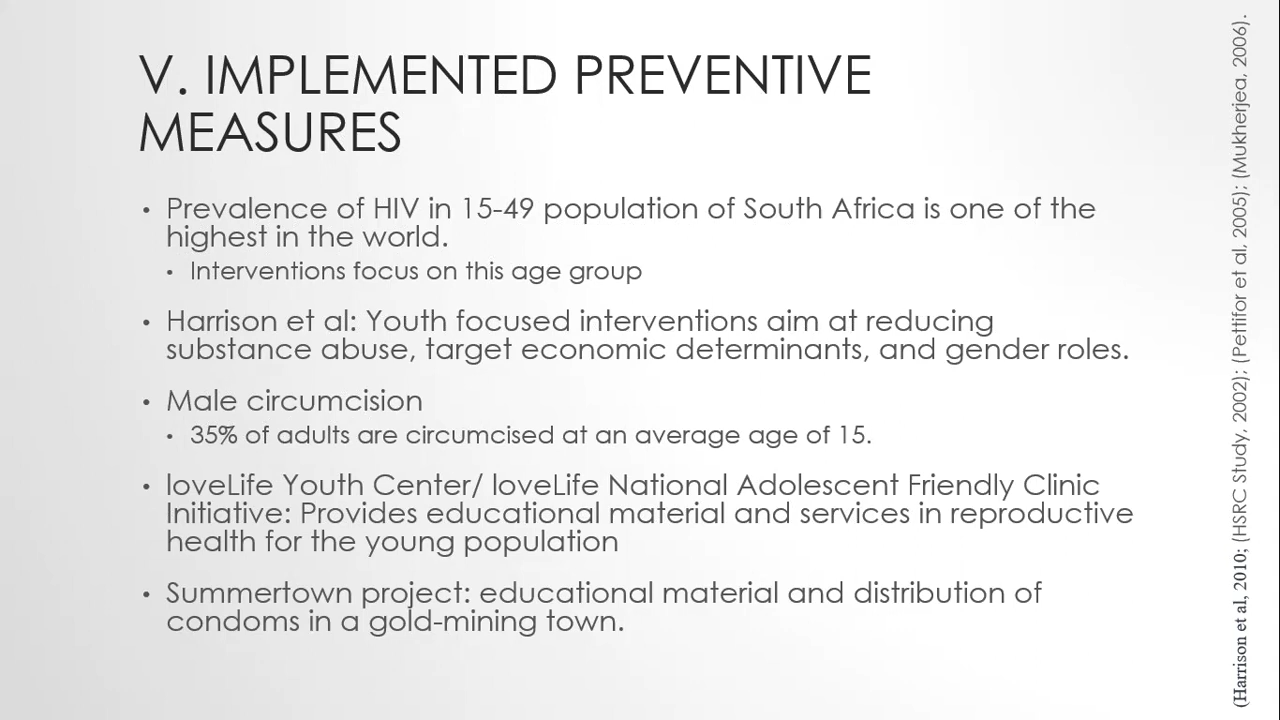 V. IMPLEMENTED PREVENTIVE
MEASURES
• Prevalence of HIV in 15-49 population of South Africa is one of the
highest in the world.
• Interventions focus on this age group
• Harrison et al: Youth focused interventions aim at reducing
substance abuse, target economic determinants, and gender roles.
• Male circumcision
• 35% of adults are circumcised at an average age of 15.
• loveLife Youth Center/ loveLife National Adolescent Friendly Clinic
Initiative: Provides educational material and services in reproductive
health for the young population
• Summertown project: educational material and distribution of
condoms in a gold-mining town.
(Harrison et al, 2010; (HSRC Study, 2002); (Pettifor et al, 2005); (Mukherjea, 2006).